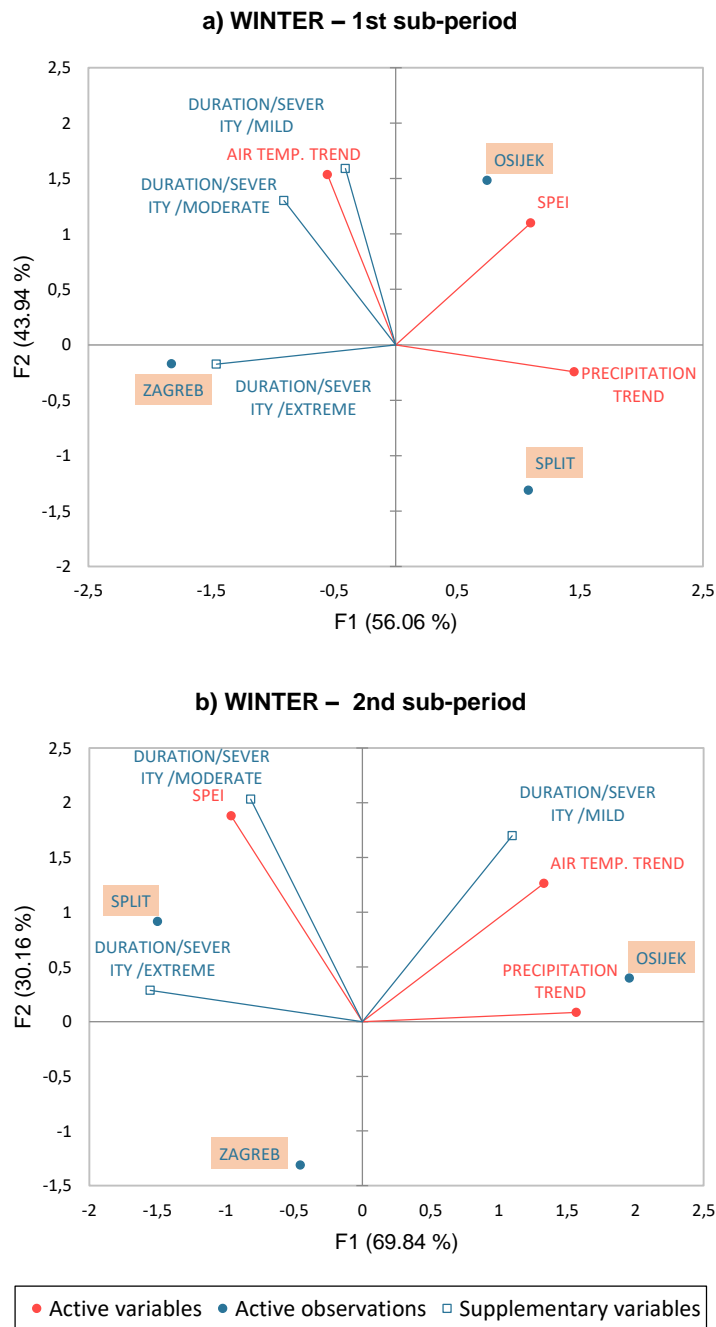 a) WINTER – 1st sub-period
2,5
2
1,5
1
0,5
0
-0,5
-1
-1,5
-2
F2 (43.94 %)
DURATION/SEVER
ITY /MILD
AIR TEMP. TREND
DURATION/SEVER
ITY /MODERATE
OSIJEK
SPEI
ZAGREB
DURATION/SEVER
ITY /EXTREME
PRECIPITATION
TREND
SPLIT
-2,5 -1,5 -0,5 0,5 1,5 2,5
F1 (56.06 %)
b) WINTER – 2nd sub-period
2,5
2
1,5
1
0,5
0
-0,5
-1
-1,5
F2 (30.16 %)
DURATION/SEVER
ITY /MODERATE
SPEI
DURATION/SEVER
ITY /MILD
AIR TEMP. TREND
SPLIT
DURATION/SEVER
ITY /EXTREME
PRECIPITATION
TREND
OSIJEK
ZAGREB
-2 -1,5 -1 -0,5 0 0,5 1 1,5 2 2,5
F1 (69.84 %)
Active variables Active observations Supplementary variables